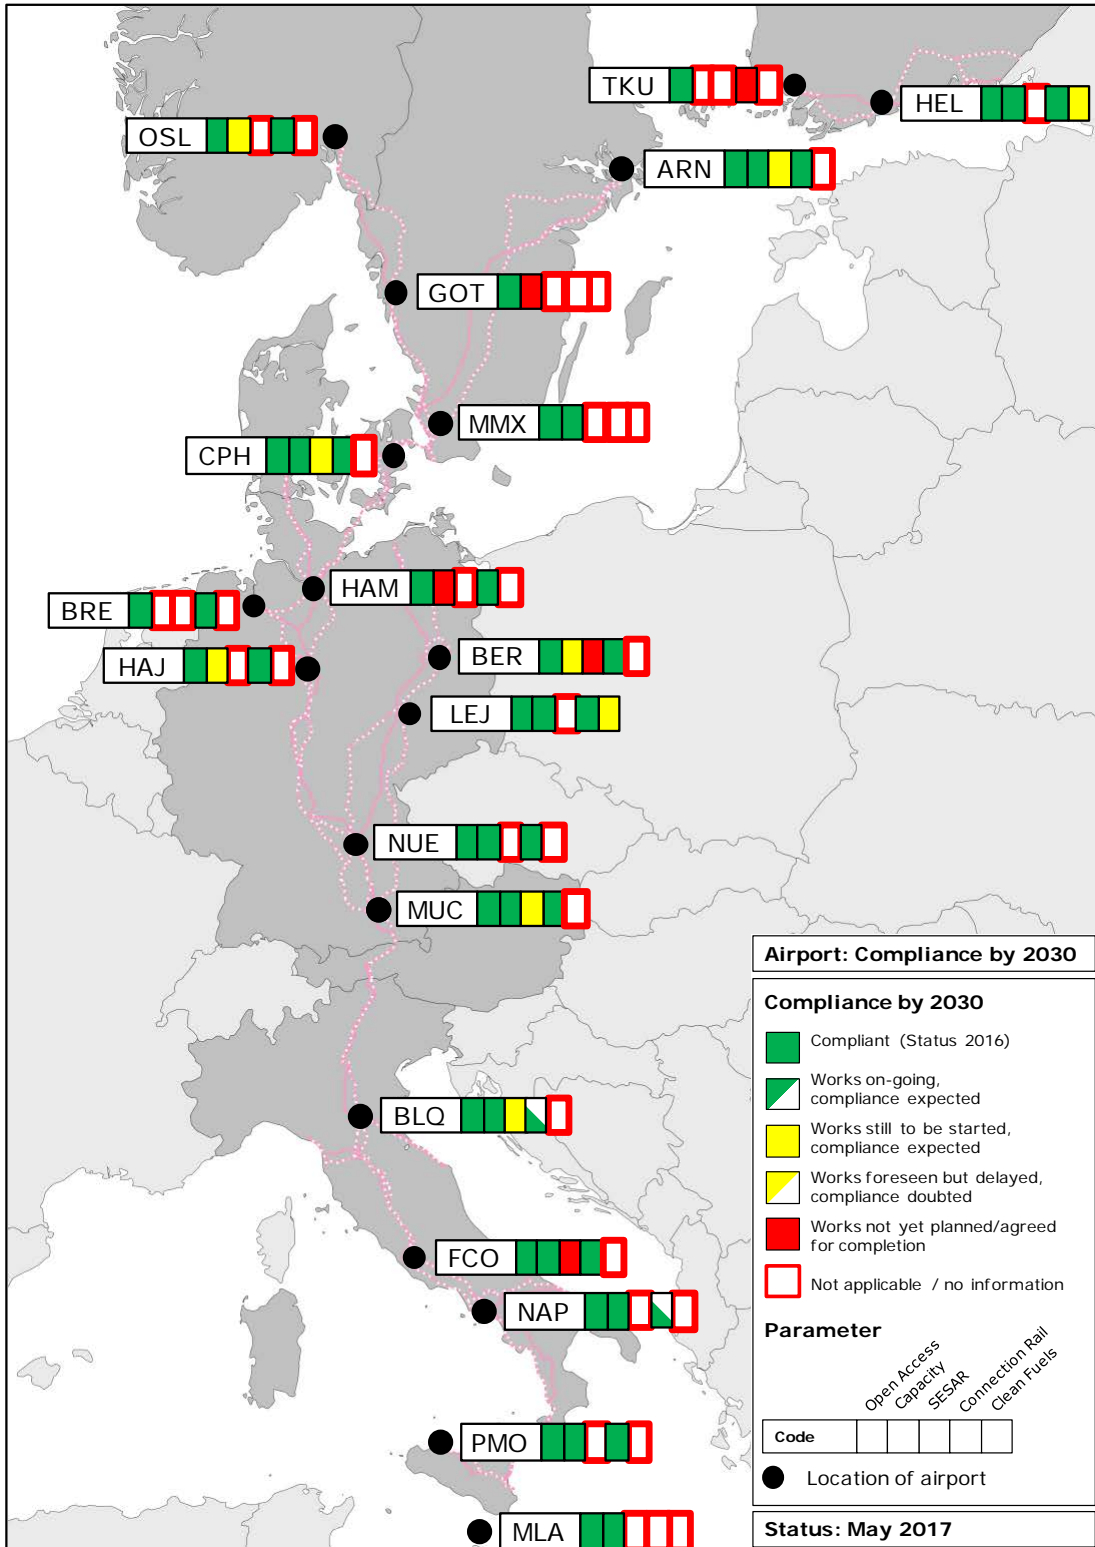 TKU
HEL
OSL
ARN
GOT
MMX
CPH
HAM
BRE
HAJ
BER
LEJ
NUE
MUC
BLQ
FCO
NAP
PMO
MLA
Airport: Compliance by 2030
Compliance by 2030
Compliant (Status 2016)
Works on-going,
compliance expected
Works still to be started,
compliance expected
Works foreseen but delayed,
compliance doubted
Works not yet planned/agreed
for completion
Not applicable / no information
Parameter
Open Access
Capacity
SESAR
Connection Rail
Clean Fuels
Code
Location of airport
Status: May 2017